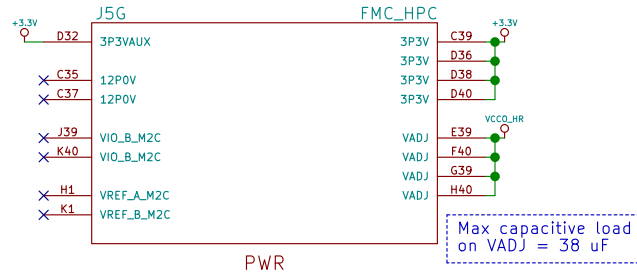 J5G FMC_HPC
+3.3V D32 3P3VAUX 3P3V C39 +3.3V
3P3V D36
C35 12P0V 3P3V D38
C37 12P0V 3P3V D40
VCCO_HR
J39 VIO_B_M2C VADJ E39
K40 VIO_B_M2C VADJ F40
VADJ G39
H1 VREF_A_M2C VADJ H40
K1 VREF_B_M2C
Max capacitive load
on VADJ = 38 uF
PWR